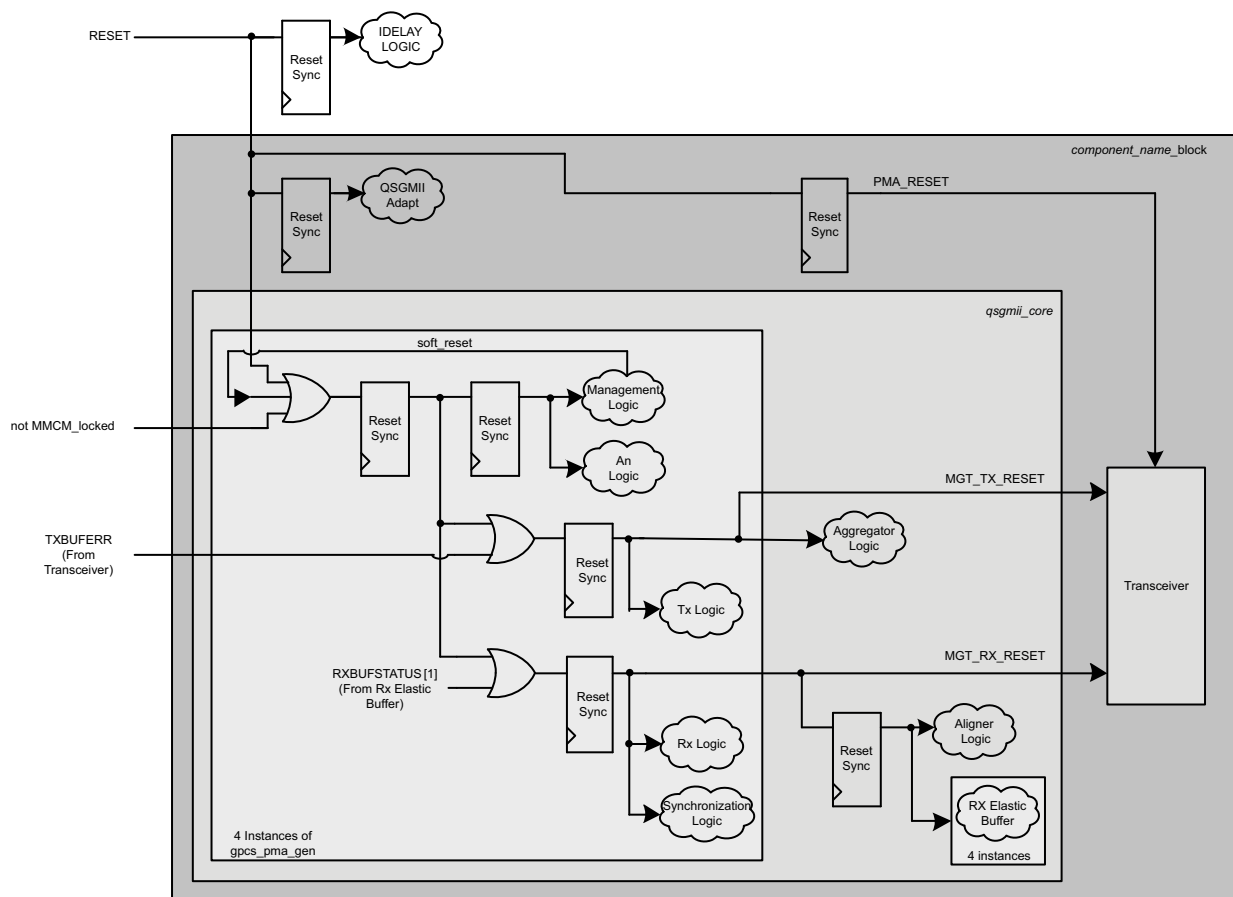 RESET
Reset
Sync
IDELAY
LOGIC
component_name_block
Reset
Sync
QSGMII
Adapt
Reset
Sync
PMA_RESET
qsgmii_core
soft_reset
not MMCM_locked
Reset
Sync
Reset
Sync
Management
Logic
An
Logic
MGT_TX_RESET
TXBUFERR
(From
Transceiver)
Reset
Sync
Aggregator
Logic
Tx Logic
Transceiver
RXBUFSTATUS[1]
(From Rx Elastic
Buffer)
Reset
Sync
MGT_RX_RESET
Rx Logic
Synchronization
Logic
Reset
Sync
Aligner
Logic
RX Elastic
Buffer
4 instances
4 Instances of
gpcs_pma_gen